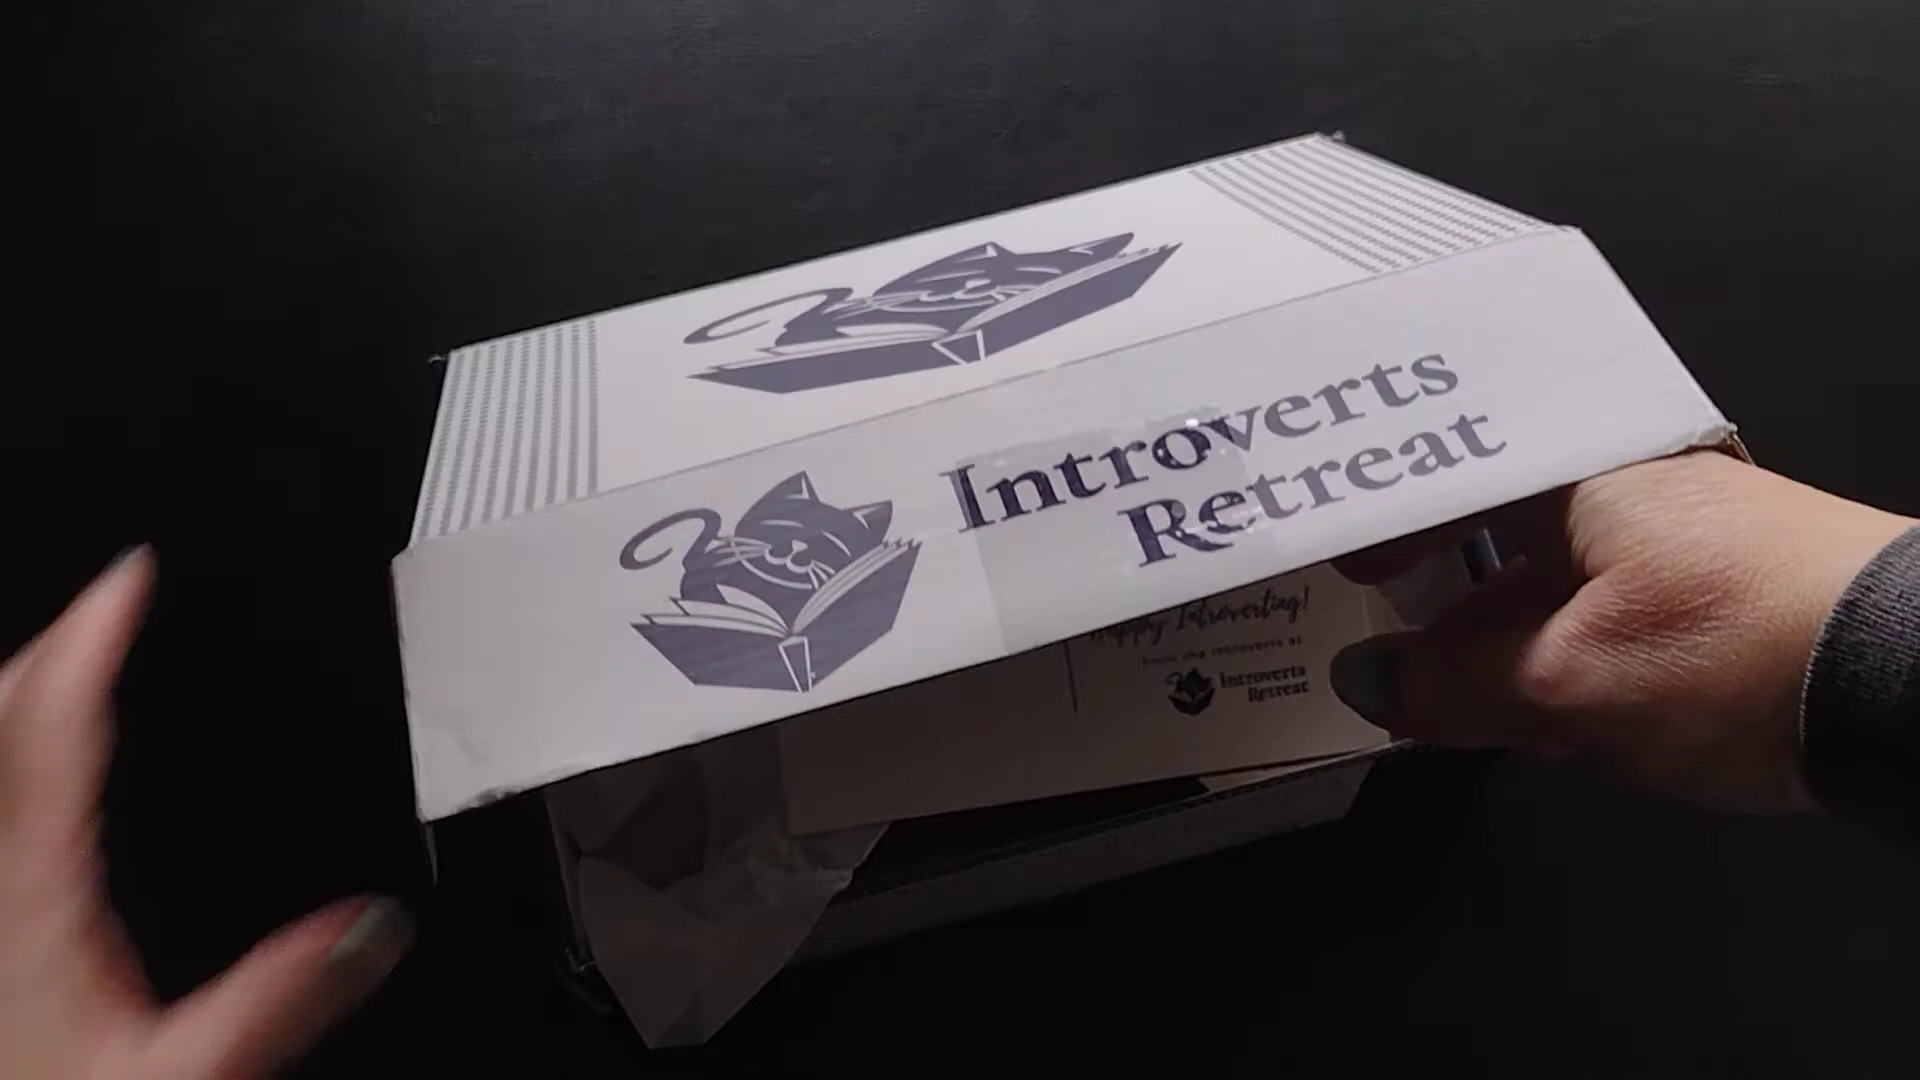 Introverts
Retreat
Happy Introverting!
from the introverts at
Introverts
Retreat